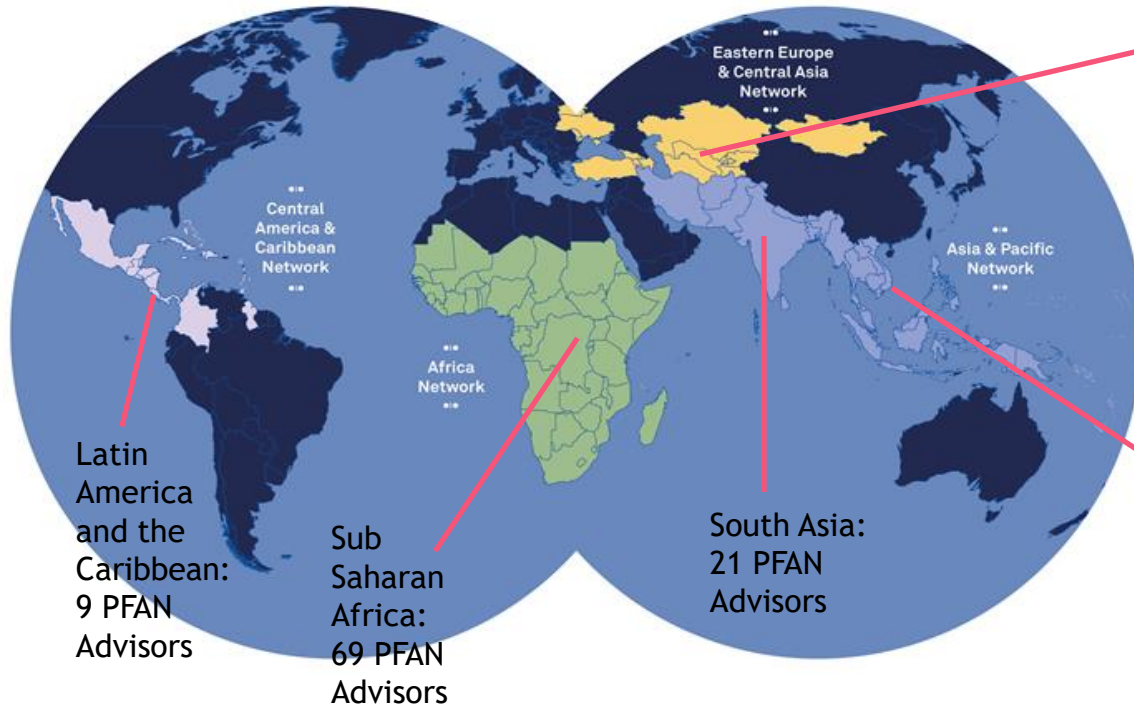 Eastern Europe
& Central Asia
Network
Central
America &
Caribbean
Network
Asia & Pacific
Network
Africa
Network
Latin
America
and the
Caribbean:
9 PFAN
Advisors
Sub
Saharan
Africa:
69 PFAN
Advisors
South Asia:
21 PFAN
Advisors